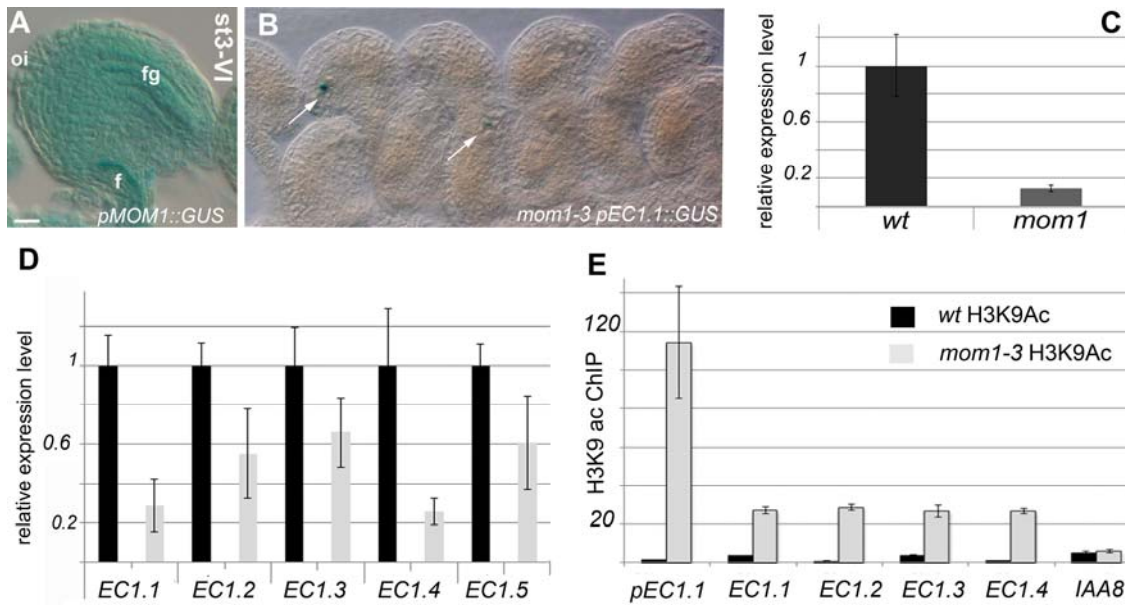 A
st3-VI
oi
fg
f
pMOM1::GUS
B
mom1-3 pEC1.1::GUS
C
relative expression level
1
0.6
0.2
wt
mom1
D
relative expression level
1
0.6
0.2
EC1.1
EC1.2
EC1.3
EC1.4
EC1.5
E
H3K9 ac ChIP
120
20
wt H3K9Ac
mom1-3 H3K9Ac
pEC1.1
EC1.1
EC1.2
EC1.3
EC1.4
IAA8